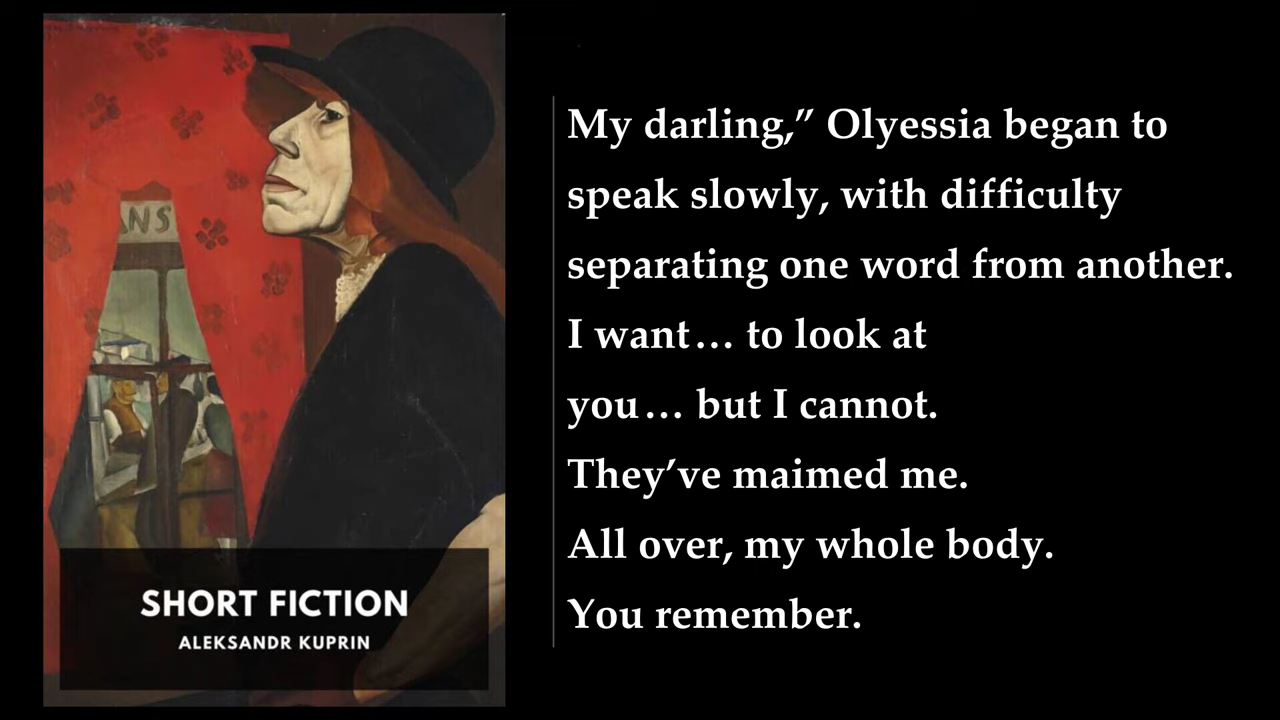 ANS
SHORT FICTION
ALEKSANDR KUPRIN
My darling,” Olyessia began to
speak slowly, with difficulty
separating one word from another.
I want… to look at
you… but I cannot.
They’ve maimed me.
All over, my whole body.
You remember.